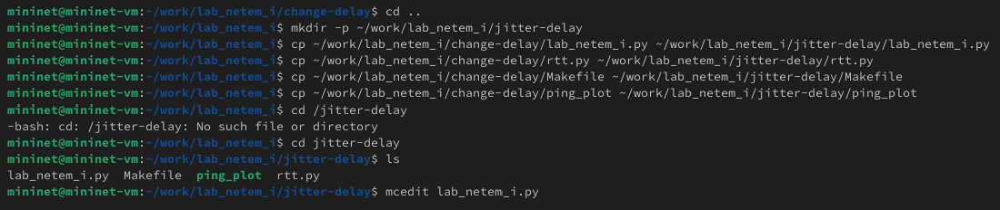 mininet@mininet-vm:~/work/lab_netem_i/change-delay$ cd ..
mininet@mininet-vm:~/work/lab_netem_i$ mkdir -p ~/work/lab_netem_i/jitter-delay
mininet@mininet-vm:~/work/lab_netem_i$ cp ~/work/lab_netem_i/change-delay/lab_netem_i.py ~/work/lab_netem_i/jitter-delay/lab_netem_i.py
mininet@mininet-vm:~/work/lab_netem_i$ cp ~/work/lab_netem_i/change-delay/rtt.py ~/work/lab_netem_i/jitter-delay/rtt.py
mininet@mininet-vm:~/work/lab_netem_i$ cp ~/work/lab_netem_i/change-delay/Makefile ~/work/lab_netem_i/jitter-delay/Makefile
mininet@mininet-vm:~/work/lab_netem_i$ cp ~/work/lab_netem_i/change-delay/ping_plot ~/work/lab_netem_i/jitter-delay/ping_plot
mininet@mininet-vm:~/work/lab_netem_i$ cd /jitter-delay
-bash: cd: /jitter-delay: No such file or directory
mininet@mininet-vm:~/work/lab_netem_i$ cd jitter-delay
mininet@mininet-vm:~/work/lab_netem_i/jitter-delay$ ls
lab_netem_i.py  Makefile  ping_plot  rtt.py
mininet@mininet-vm:~/work/lab_netem_i/jitter-delay$ mcedit lab_netem_i.py